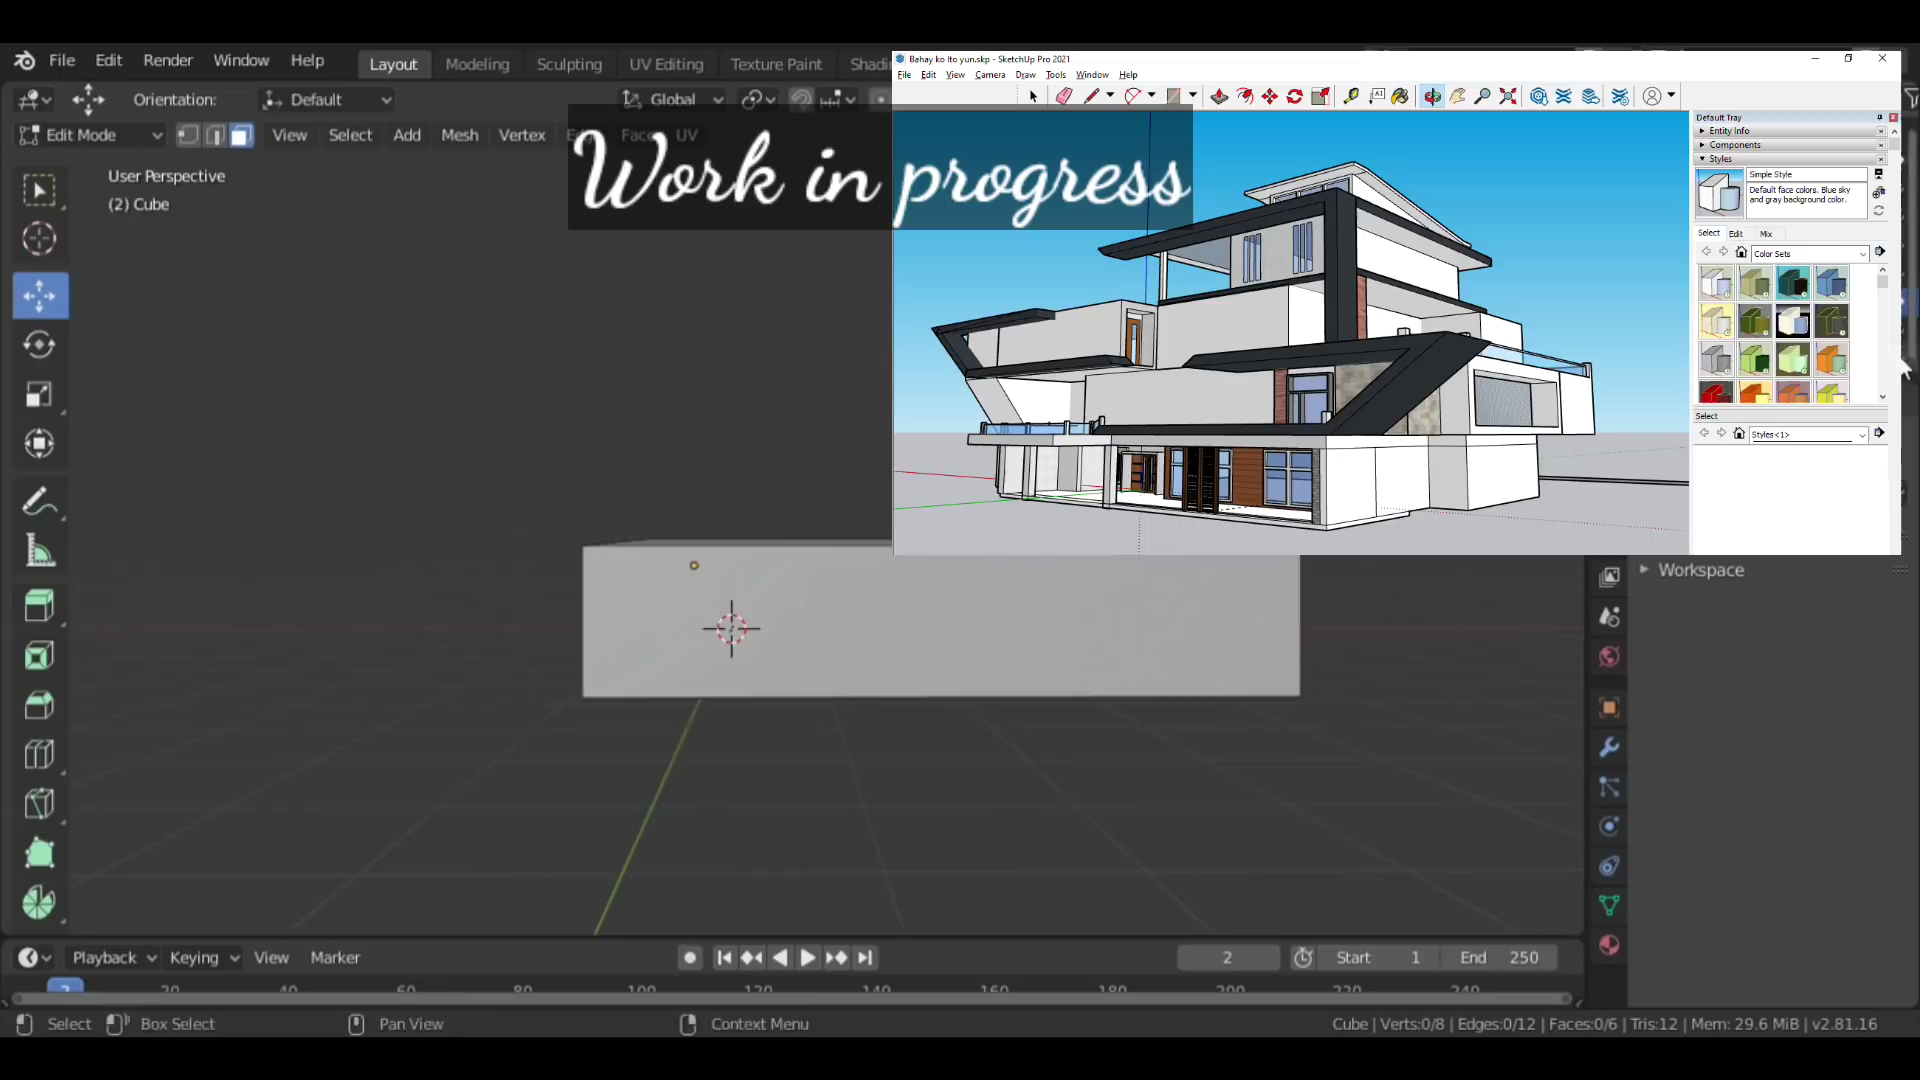 File Edit Render Window Help Layout Modeling Sculpting UV Editing Texture Paint
Orientation: Default Global
Edit Mode View Select Add Mesh Vertex UV
User Perspective
(2) Cube
Work in progress
Bahay ko Ito yun.skp - SketchUp Pro 2021
File Edit View Camera Draw Tools Window Help
Default Tray
Entity Info
Components
Styles
Simple Style
Default face colors. Blue sky
and gray background color.
Select Edit Mix
Color Sets
Select
Styles<1>
Workspace
Playback Keying View Marker 2 Start 1 End 250
2 20 40 60 80 100 120 140 160 180 200 220 240
Select Box Select Pan View Context Menu Cube | Verts:0/8 | Edges:0/12 | Faces:0/6 | Tris:12 | Mem: 29.6 MiB | v2.81.16